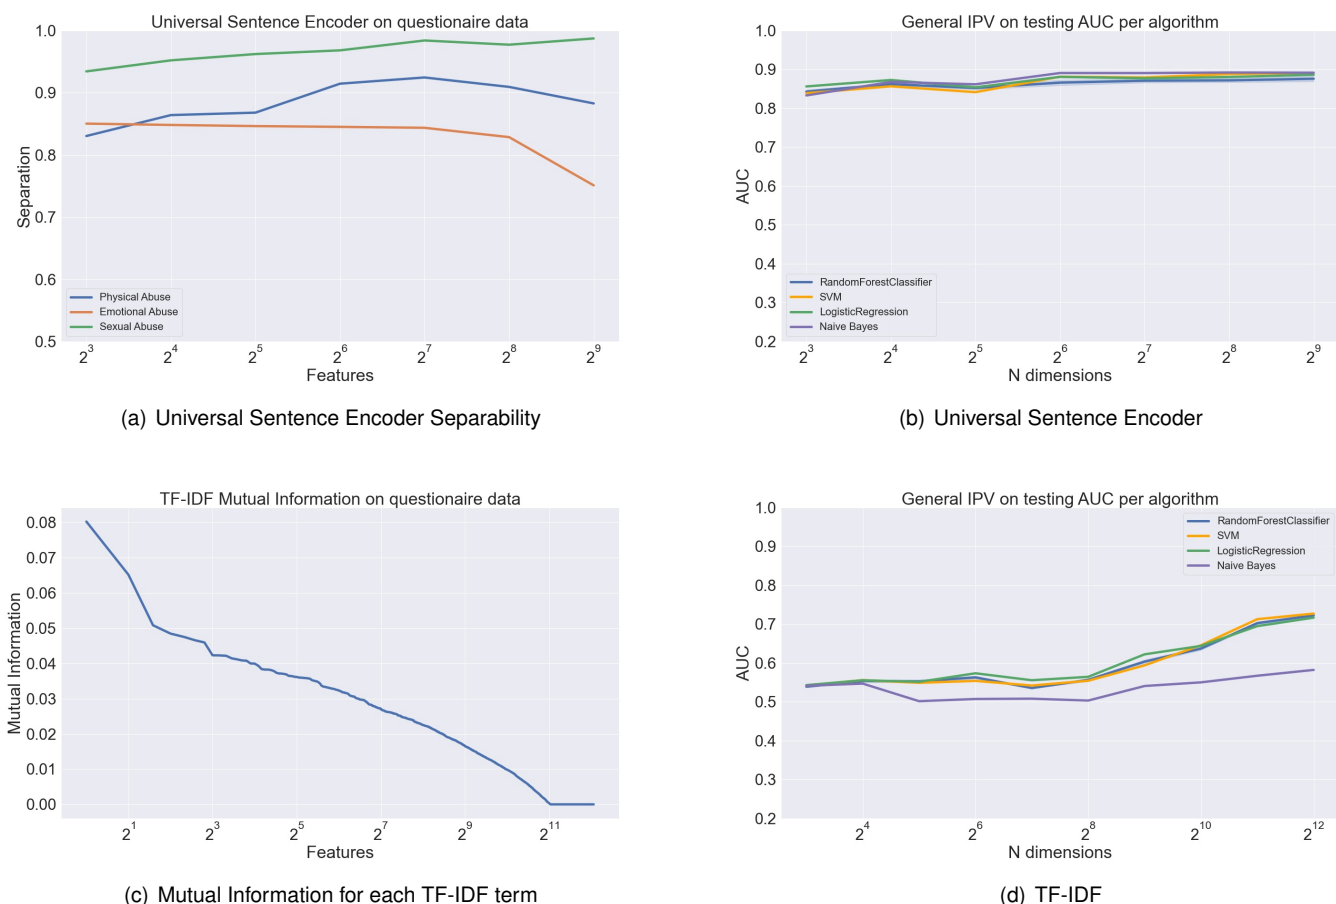 Universal Sentence Encoder on questionaire data
1.0
0.9
0.8
0.7
0.6
0.5
Separation
Physical Abuse
Emotional Abuse
Sexual Abuse
2^3 2^4 2^5 2^6 2^7 2^8 2^9
Features
(a) Universal Sentence Encoder Separability
General IPV on testing AUC per algorithm
1.0
0.9
0.8
0.7
0.6
0.5
0.4
0.3
0.2
AUC
RandomForestClassifier
SVM
LogisticRegression
Naive Bayes
2^3 2^4 2^5 2^6 2^7 2^8 2^9
N dimensions
(b) Universal Sentence Encoder
TF-IDF Mutual Information on questionaire data
0.08
0.07
0.06
0.05
0.04
0.03
0.02
0.01
0.00
Mutual Information
2^1 2^3 2^5 2^7 2^9 2^11
Features
(c) Mutual Information for each TF-IDF term
General IPV on testing AUC per algorithm
1.0
0.9
0.8
0.7
0.6
0.5
0.4
0.3
0.2
AUC
RandomForestClassifier
SVM
LogisticRegression
Naive Bayes
2^4 2^6 2^8 2^10 2^12
N dimensions
(d) TF-IDF